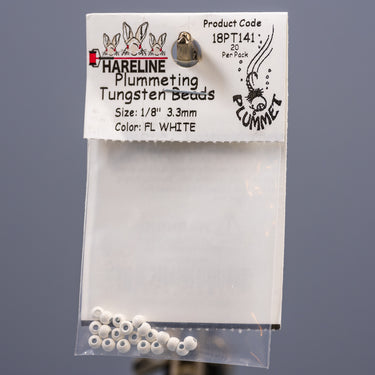 Product Code
18PT141
20
Per Pack
HARELINE
Plummeting
Tungsten Beads
Size: 1/8" 3.3mm
Color: FL WHITE
PLUMMET